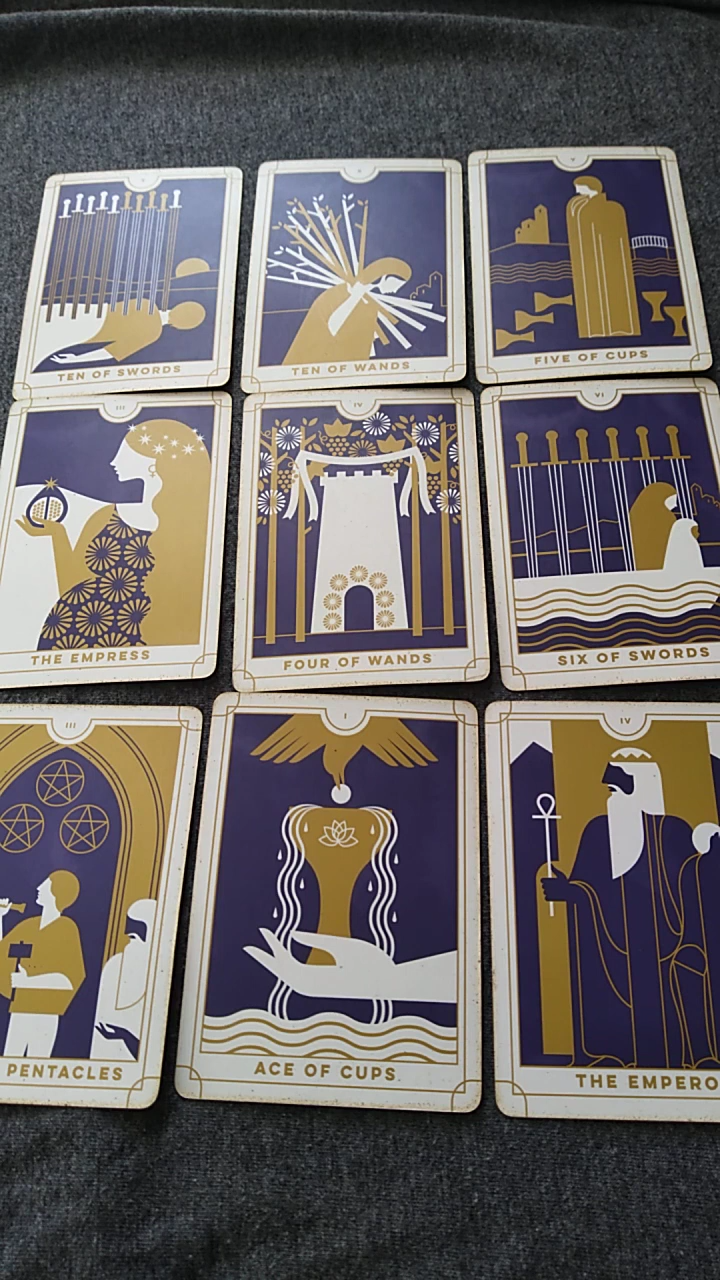 TEN OF SWORDS
X
TEN OF WANDS
V
FIVE OF CUPS
III
THE EMPRESS
IV
FOUR OF WANDS
VI
SIX OF SWORDS
III
PENTACLES
I
ACE OF CUPS
IV
THE EMPERO